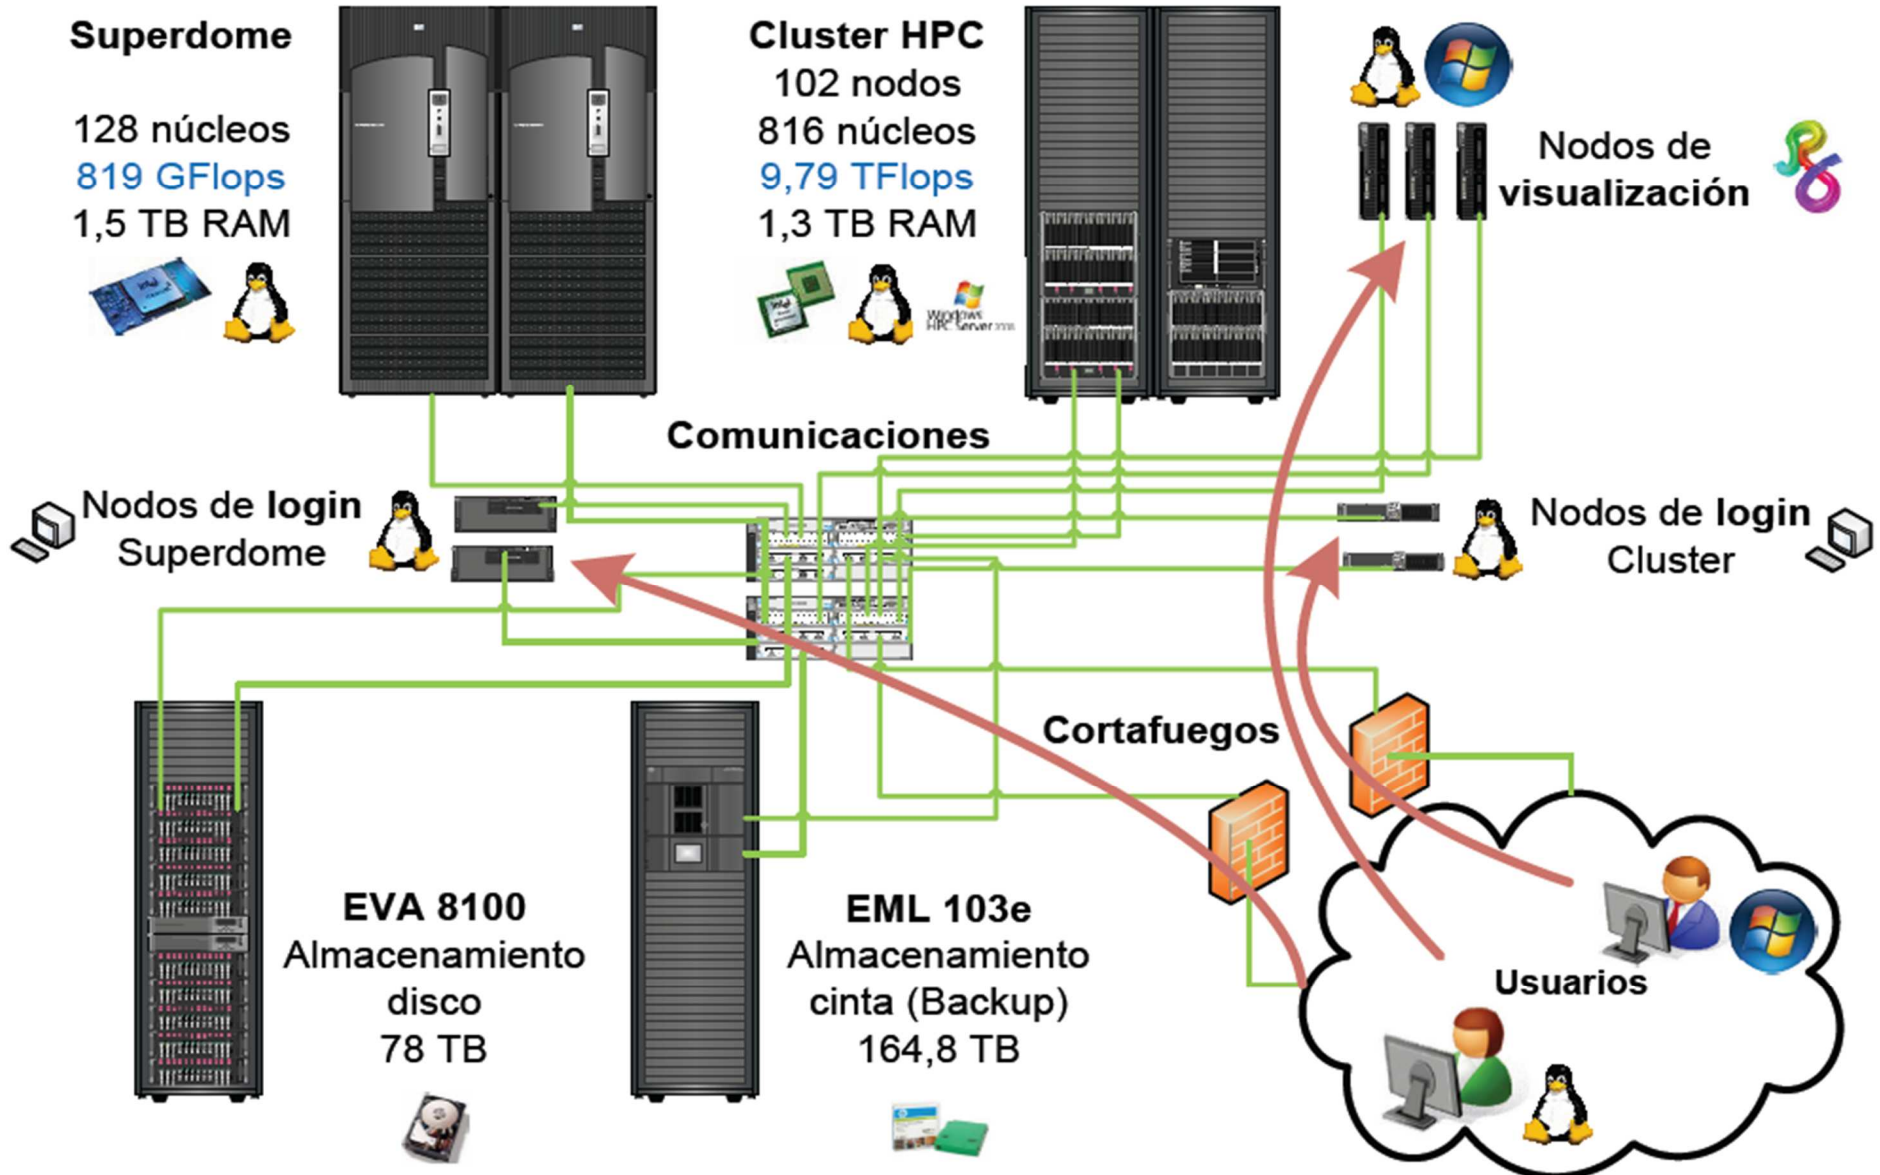 Superdome
128 núcleos
819 GFlops
1,5 TB RAM
Cluster HPC
102 nodos
816 núcleos
9,79 TFlops
1,3 TB RAM
Windows
HPC Server 2008
Nodos de
visualización
Comunicaciones
Nodos de login
Superdome
Nodos de login
Cluster
Cortafuegos
EVA 8100
Almacenamiento
disco
78 TB
EML 103e
Almacenamiento
cinta (Backup)
164,8 TB
Usuarios